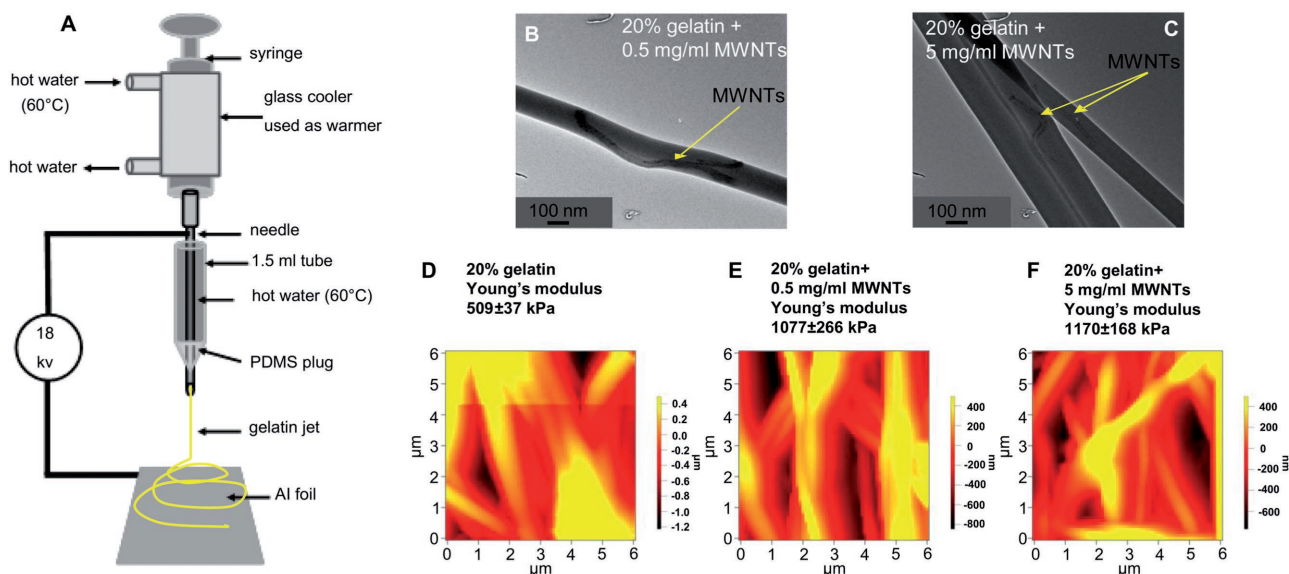 A
syringe
hot water
(60°C)
glass cooler
used as warmer
hot water
needle
1.5 ml tube
hot water (60°C)
18
kv
PDMS plug
gelatin jet
Al foil
B
20% gelatin +
0.5 mg/ml MWNTs
MWNTs
100 nm
C
20% gelatin +
5 mg/ml MWNTs
MWNTs
100 nm
D
20% gelatin
Young's modulus
509±37 kPa
6
5
4
3
2
1
0
µm
0 1 2 3 4 5 6
µm
0.4
0.2
0.0
-0.2
-0.4
-0.6
-0.8
-1.0
-1.2
µm
E
20% gelatin+
0.5 mg/ml MWNTs
Young's modulus
1077±266 kPa
6
5
4
3
2
1
0
µm
0 1 2 3 4 5 6
µm
400
200
0
-200
-400
-600
-800
nm
F
20% gelatin+
5 mg/ml MWNTs
Young's modulus
1170±168 kPa
6
5
4
3
2
1
0
µm
0 1 2 3 4 5 6
µm
400
200
0
-200
-400
-600
nm